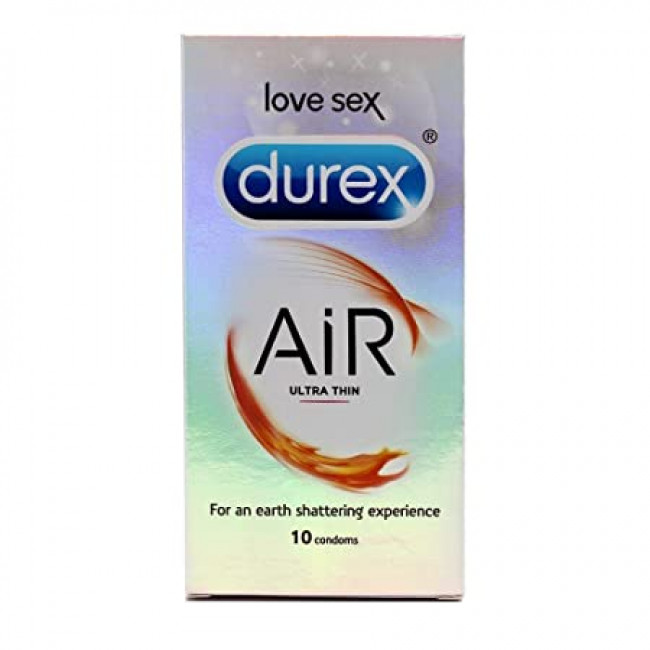 love sex
durex®
AiR
ULTRA THIN
For an earth shattering experience
10 condoms